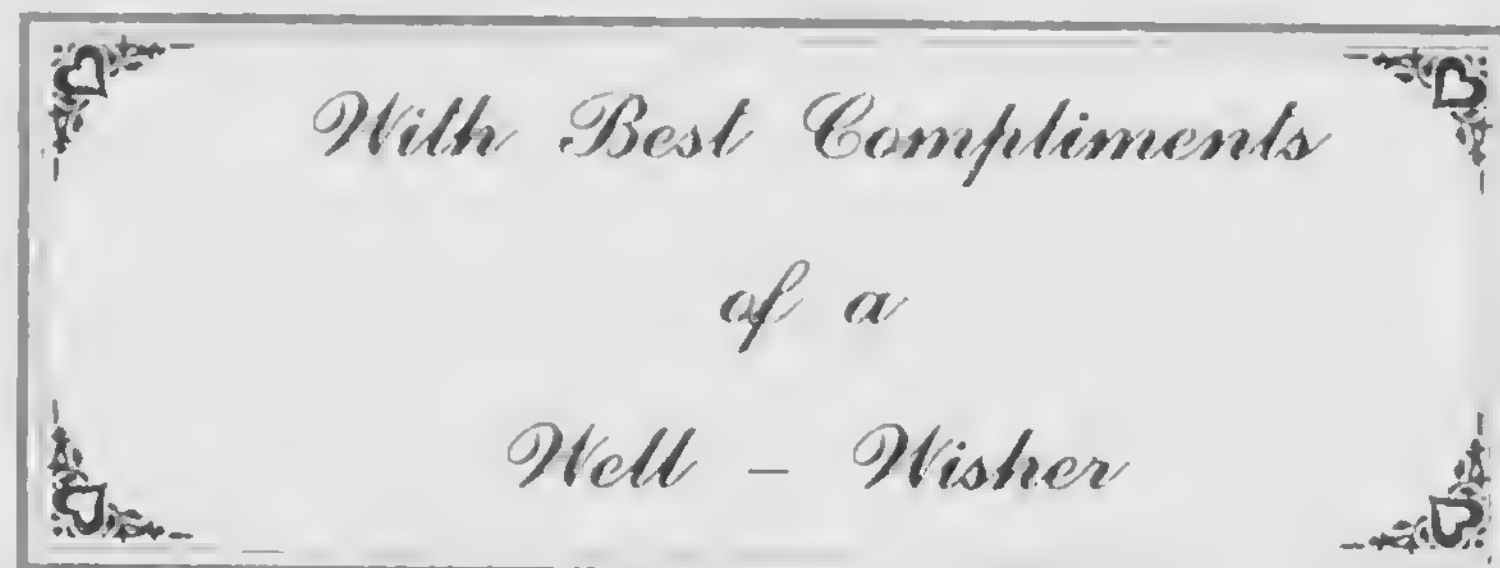 With Best Compliments
of a
Well – Wisher